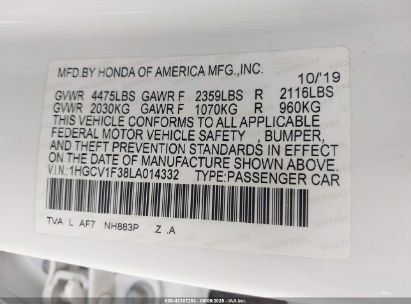 MFD.BY HONDA OF AMERICA MFG.,INC. 10/'19
GVWR 4475LBS GAWR F 2359LBS R 2116LBS
GVWR 2030KG GAWR F 1070KG R 960KG
THIS VEHICLE CONFORMS TO ALL APPLICABLE
FEDERAL MOTOR VEHICLE SAFETY , BUMPER,
AND THEFT PREVENTION STANDARDS IN EFFECT
ON THE DATE OF MANUFACTURE SHOWN ABOVE.
V.I.N.:1HGCV1F38LA014332 TYPE:PASSENGER CAR
TVA L AF7 NH883P .Z .A